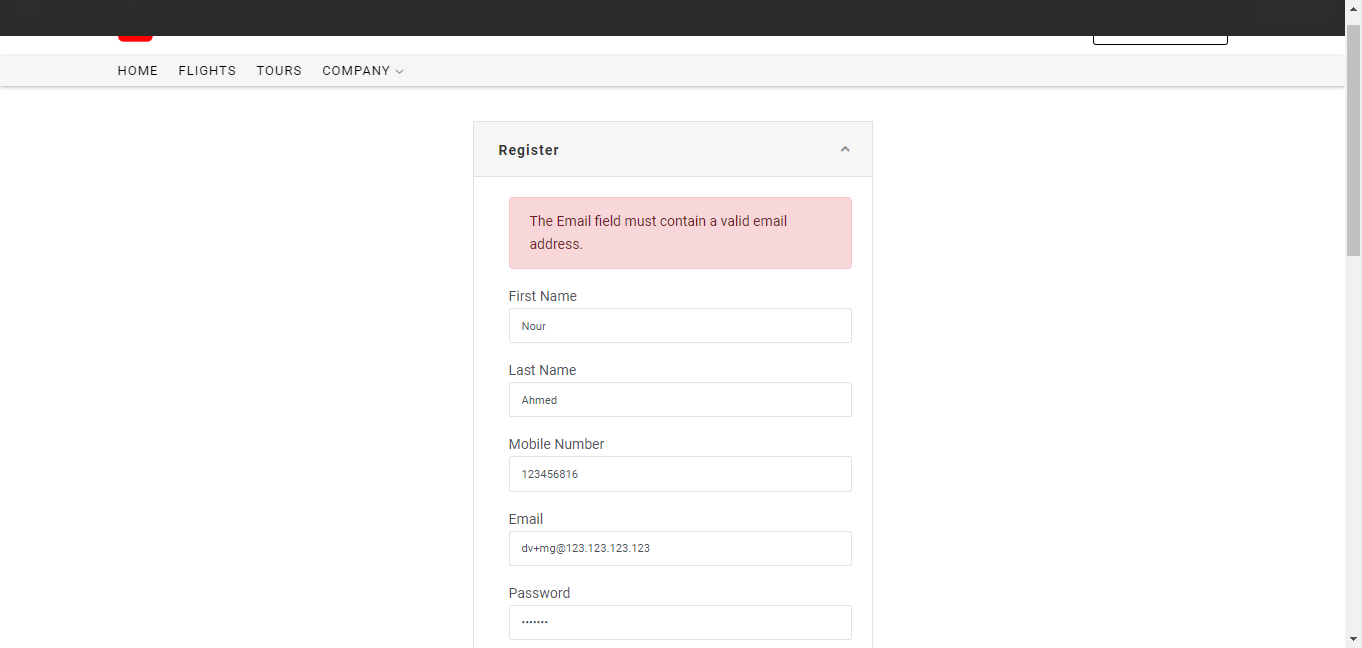 HOME FLIGHTS TOURS COMPANY
Register
The Email field must contain a valid email
address.
First Name
Nour
Last Name
Ahmed
Mobile Number
123456816
Email
dv+mg@123.123.123.123
Password
•••••••